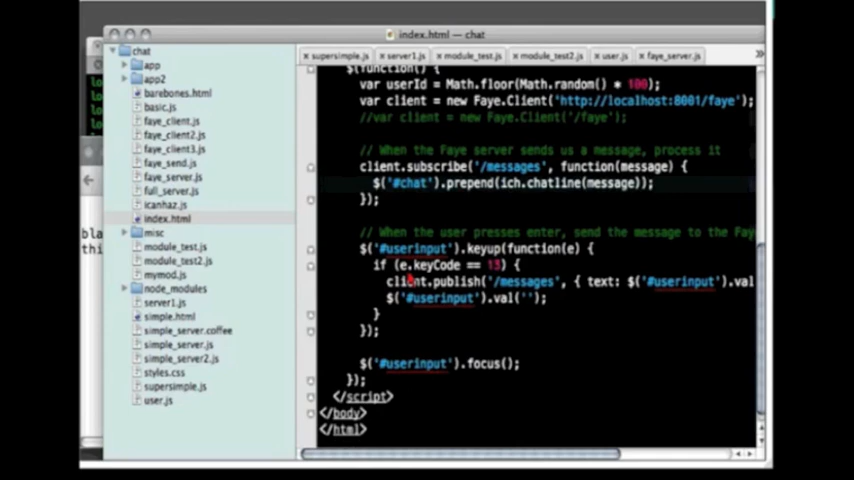 index.html — chat
chat
app
app2
barebones.html
basic.js
faye_client.js
faye_client2.js
faye_client3.js
faye_send.js
faye_server.js
full_server.js
icanhaz.js
index.html
misc
module_test.js
module_test2.js
mymod.js
node_modules
server1.js
simple.html
simple_server.coffee
simple_server.js
simple_server2.js
styles.css
supersimple.js
user.js
supersimple.js server1.js module_test.js module_test2.js user.js faye_server.js »
$(function() {
var userId = Math.floor(Math.random() * 100);
var client = new Faye.Client('http://localhost:8001/faye');
//var client = new Faye.Client('/faye');
// When the Faye server sends us a message, process it
client.subscribe('/messages', function(message) {
$('#chat').prepend(ich.chatline(message));
});
// When the user presses enter, send the message to the Fay
$('#userinput').keyup(function(e) {
if (e.keyCode == 13) {
client.publish('/messages', { text: $('#userinput').val
$('#userinput').val('');
}
});
$('#userinput').focus();
});
</script>
</body>
</html>
bla
thi